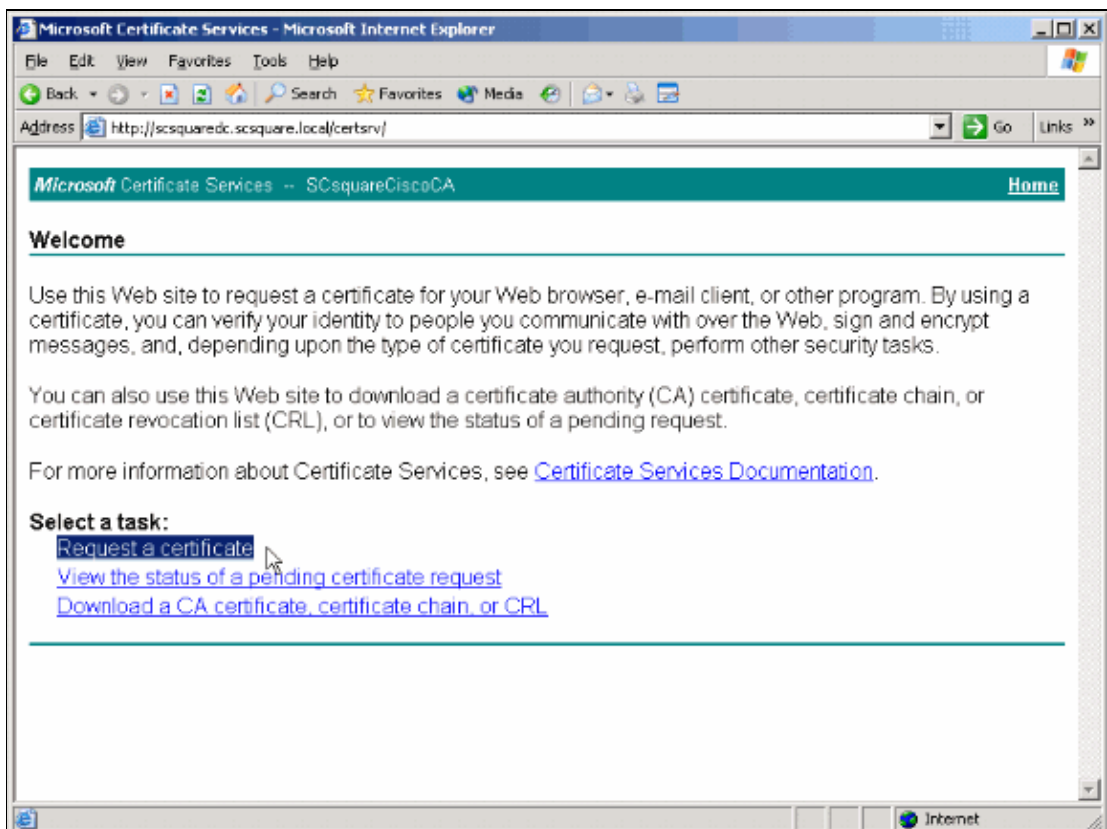 Microsoft Certificate Services - Microsoft Internet Explorer
File Edit View Favorites Tools Help
Back Search Favorites Media
Address http://scsquaredc.scsquare.local/certsrv/ Go Links »
Microsoft Certificate Services -- SCsquareCiscoCA Home
Welcome
Use this Web site to request a certificate for your Web browser, e-mail client, or other program. By using a
certificate, you can verify your identity to people you communicate with over the Web, sign and encrypt
messages, and, depending upon the type of certificate you request, perform other security tasks.
You can also use this Web site to download a certificate authority (CA) certificate, certificate chain, or
certificate revocation list (CRL), or to view the status of a pending request.
For more information about Certificate Services, see Certificate Services Documentation.
Select a task:
Request a certificate
View the status of a pending certificate request
Download a CA certificate, certificate chain, or CRL
Internet